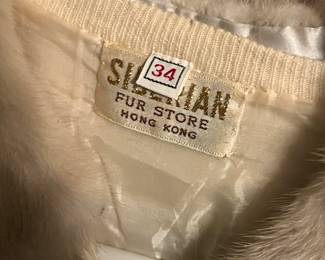 34
SIBERIAN
FUR STORE
HONG KONG